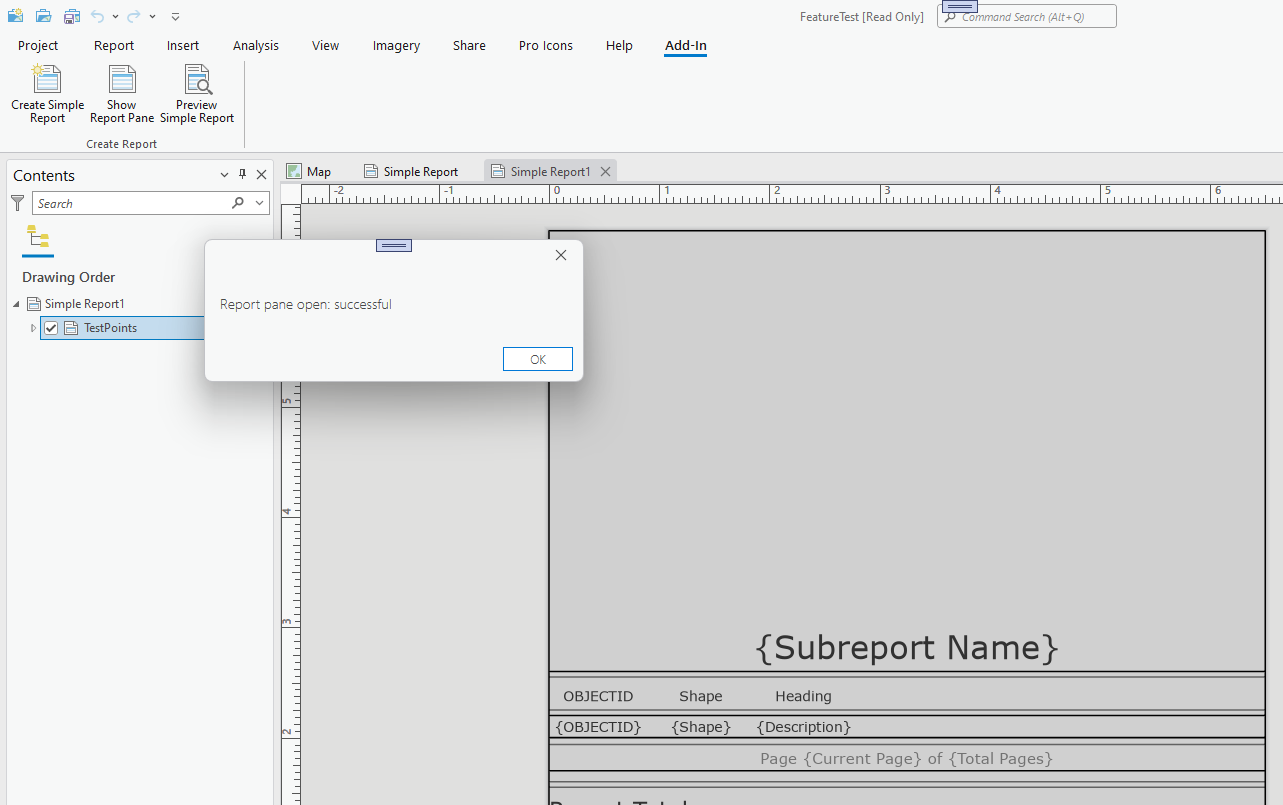 FeatureTest [Read Only]
Command Search (Alt+Q)
Project Report Insert Analysis View Imagery Share Pro Icons Help Add-In
Create Simple Report
Show Report Pane
Preview Simple Report
Create Report
Contents
Search
Drawing Order
Simple Report1
TestPoints
Map Simple Report Simple Report1
-2 -1 0 1 2 3 4 5 6
Report pane open: successful
OK
5
4
3
2
{Subreport Name}
OBJECTID Shape Heading
{OBJECTID} {Shape} {Description}
Page {Current Page} of {Total Pages}